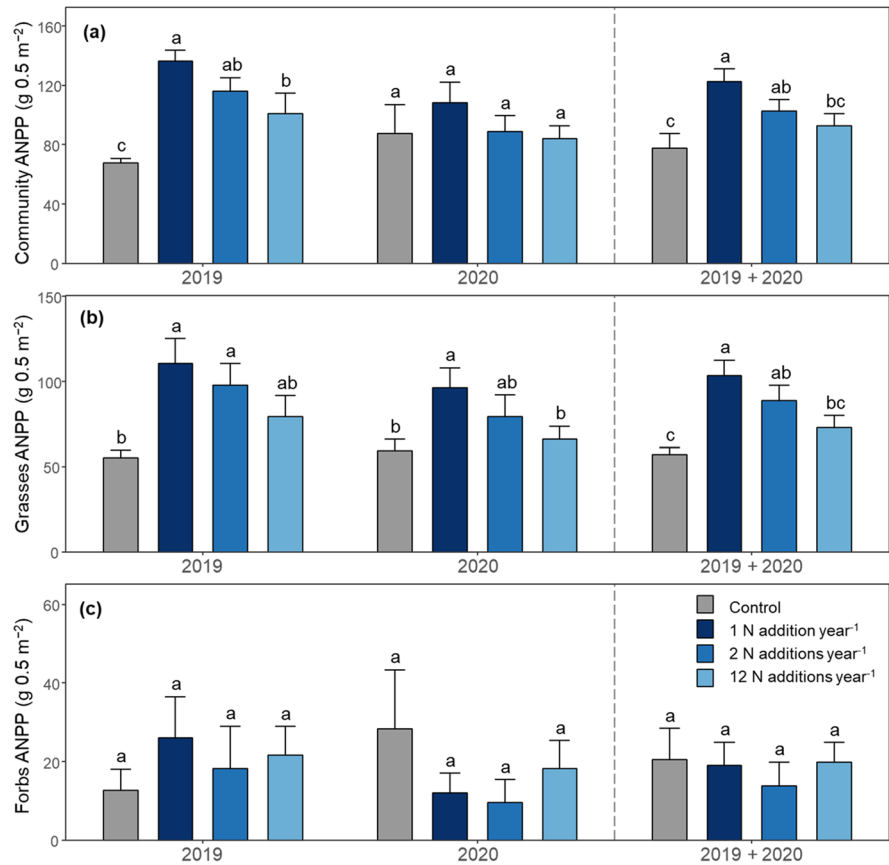 (a)
Community ANPP (g 0.5 m⁻²)
160
120
80
40
0
c
a
ab
b
a
a
a
a
c
a
ab
bc
2019
2020
2019 + 2020
(b)
Grasses ANPP (g 0.5 m⁻²)
150
100
50
0
b
a
a
ab
b
a
ab
b
c
a
ab
bc
2019
2020
2019 + 2020
(c)
Forbs ANPP (g 0.5 m⁻²)
60
40
20
0
a
a
a
a
a
a
a
a
a
a
a
a
Control
1 N addition year⁻¹
2 N additions year⁻¹
12 N additions year⁻¹
2019
2020
2019 + 2020